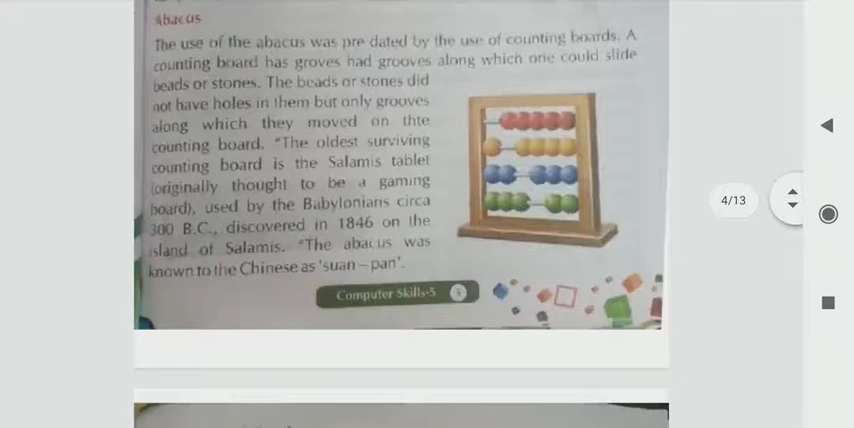 Abacus
The use of the abacus was pre dated by the use of counting boards. A
counting board has groves had grooves along which one could slide
beads or stones. The beads or stones did
not have holes in them but only grooves
along which they moved on thte
counting board. "The oldest surviving
counting board is the Salamis tablet
(originally thought to be a gaming
board), used by the Babylonians circa
300 B.C., discovered in 1846 on the
island of Salamis. "The abacus was
known to the Chinese as 'suan – pan'.
Computer Skills-5
4/13